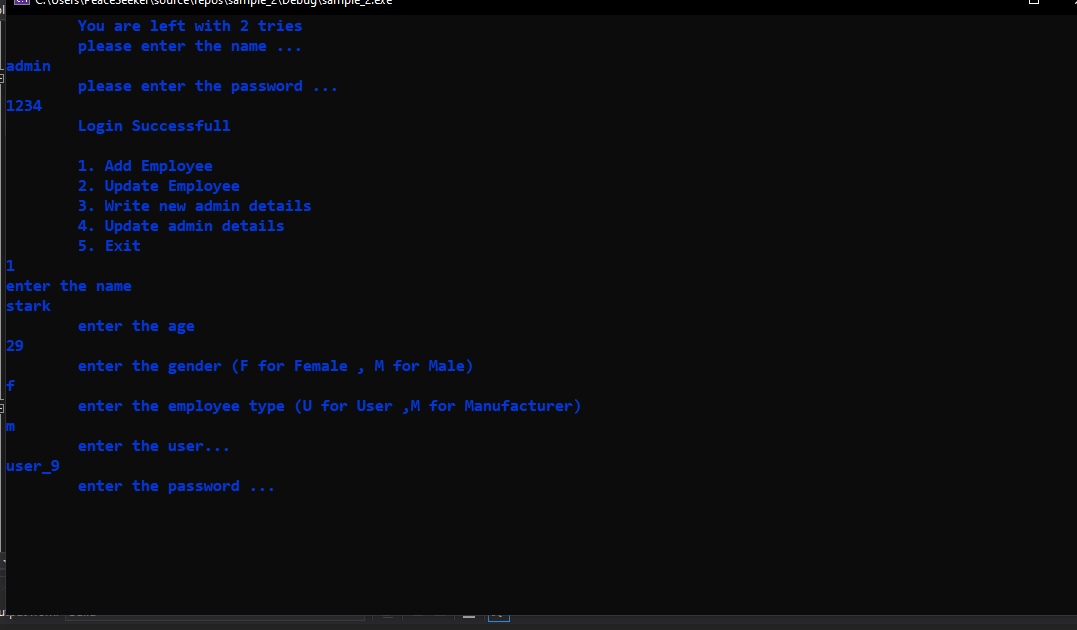 C:\Users\PeaceSeeker\source\repos\sample_2\Debug\sample_2.exe
You are left with 2 tries
please enter the name ...
admin
please enter the password ...
1234
Login Successfull
1. Add Employee
2. Update Employee
3. Write new admin details
4. Update admin details
5. Exit
1
enter the name
stark
enter the age
29
enter the gender (F for Female , M for Male)
f
enter the employee type (U for User ,M for Manufacturer)
m
enter the user...
user_9
enter the password ...